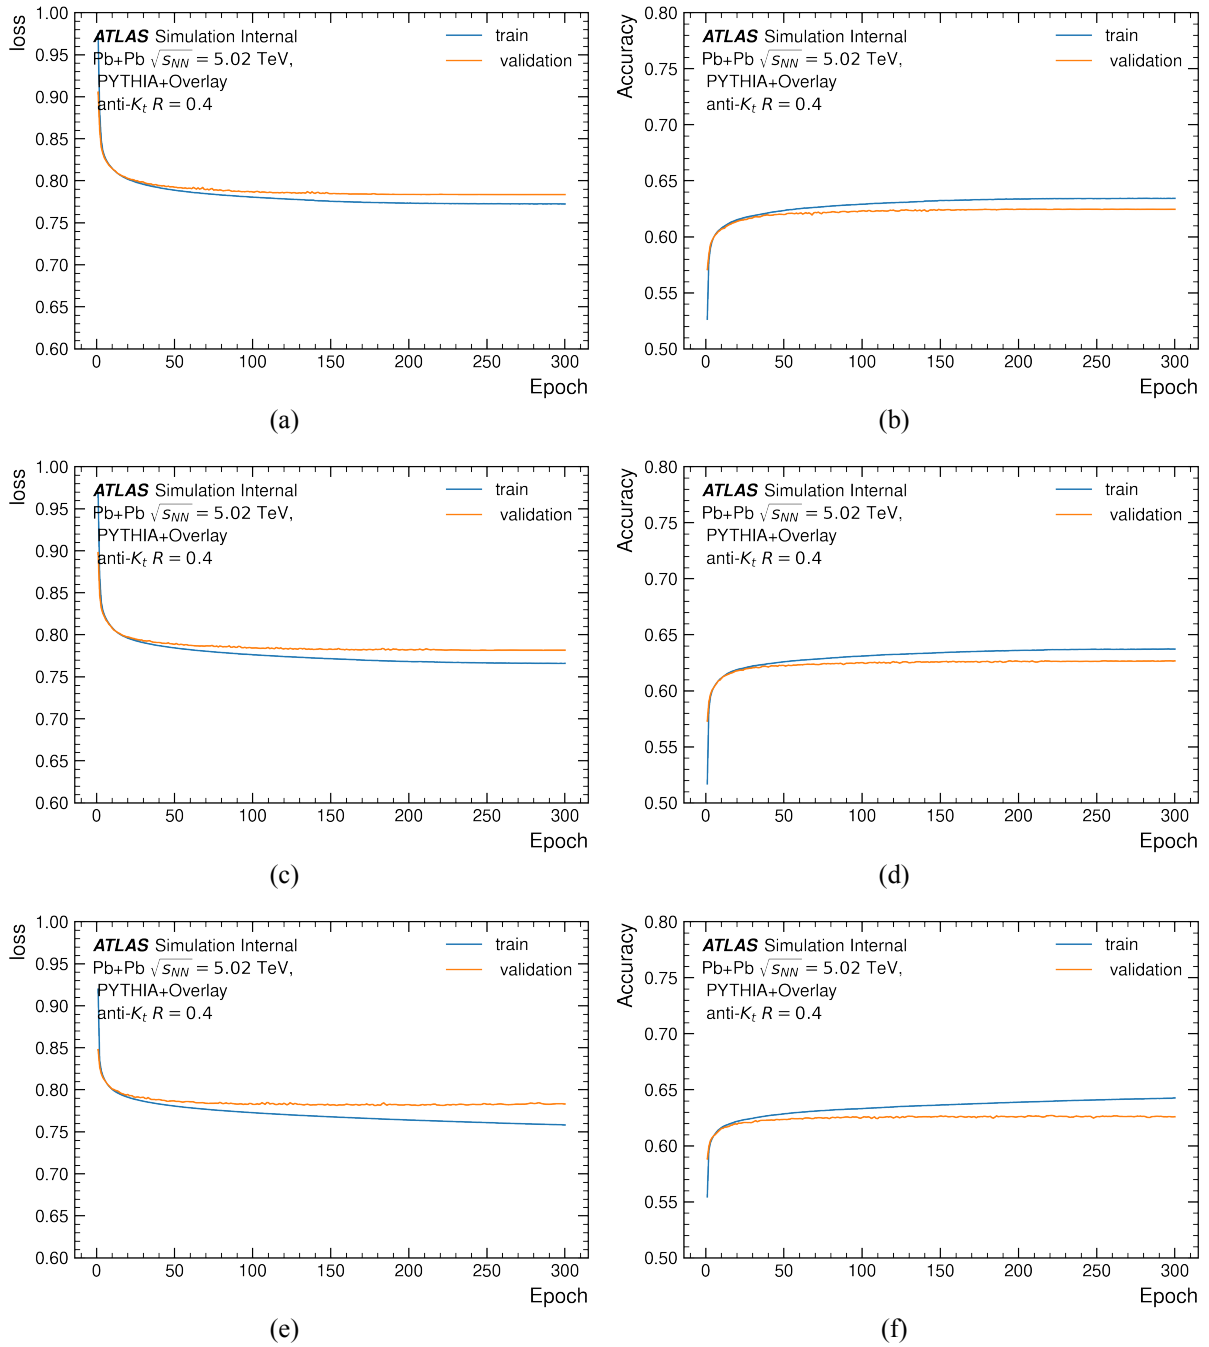 loss
1.00
0.95
0.90
0.85
0.80
0.75
0.70
0.65
0.60
ATLAS Simulation Internal
Pb+Pb √sNN = 5.02 TeV,
PYTHIA+Overlay
anti-Kt R = 0.4
train
validation
0 50 100 150 200 250 300
Epoch
(a)
Accuracy
0.80
0.75
0.70
0.65
0.60
0.55
0.50
ATLAS Simulation Internal
Pb+Pb √sNN = 5.02 TeV,
PYTHIA+Overlay
anti-Kt R = 0.4
train
validation
0 50 100 150 200 250 300
Epoch
(b)
loss
1.00
0.95
0.90
0.85
0.80
0.75
0.70
0.65
0.60
ATLAS Simulation Internal
Pb+Pb √sNN = 5.02 TeV,
PYTHIA+Overlay
anti-Kt R = 0.4
train
validation
0 50 100 150 200 250 300
Epoch
(c)
Accuracy
0.80
0.75
0.70
0.65
0.60
0.55
0.50
ATLAS Simulation Internal
Pb+Pb √sNN = 5.02 TeV,
PYTHIA+Overlay
anti-Kt R = 0.4
train
validation
0 50 100 150 200 250 300
Epoch
(d)
loss
1.00
0.95
0.90
0.85
0.80
0.75
0.70
0.65
0.60
ATLAS Simulation Internal
Pb+Pb √sNN = 5.02 TeV,
PYTHIA+Overlay
anti-Kt R = 0.4
train
validation
0 50 100 150 200 250 300
Epoch
(e)
Accuracy
0.80
0.75
0.70
0.65
0.60
0.55
0.50
ATLAS Simulation Internal
Pb+Pb √sNN = 5.02 TeV,
PYTHIA+Overlay
anti-Kt R = 0.4
train
validation
0 50 100 150 200 250 300
Epoch
(f)